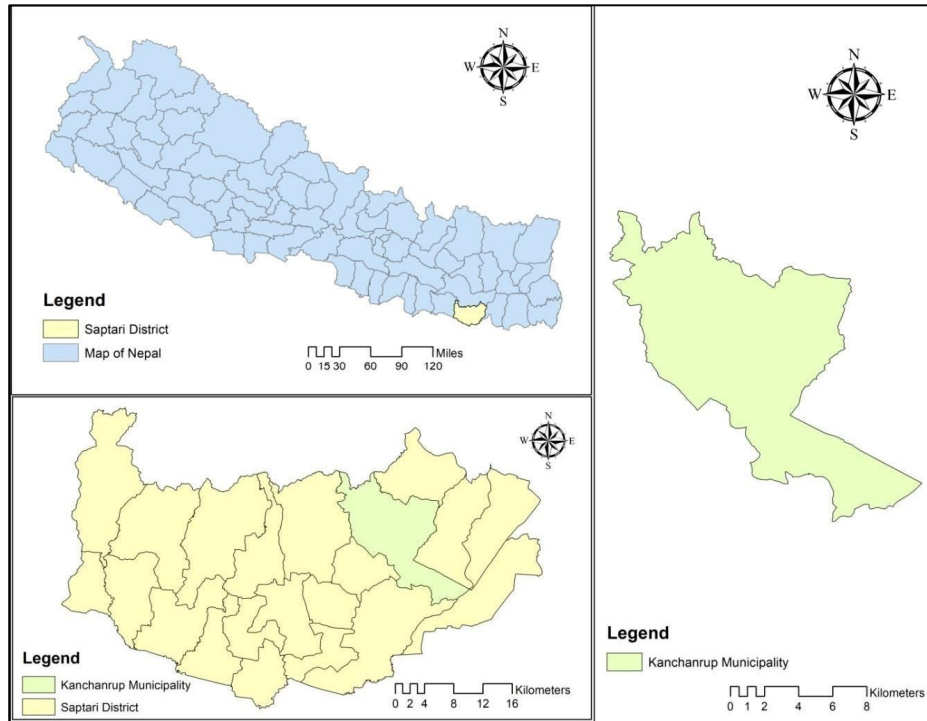 N
W E
S
Legend
Saptari District
Map of Nepal
Miles
0 15 30 60 90 120
N
W E
S
Legend
Kanchanrup Municipality
Saptari District
Kilometers
0 2 4 8 12 16
N
W E
S
Legend
Kanchanrup Municipality
Kilometers
0 1 2 4 6 8